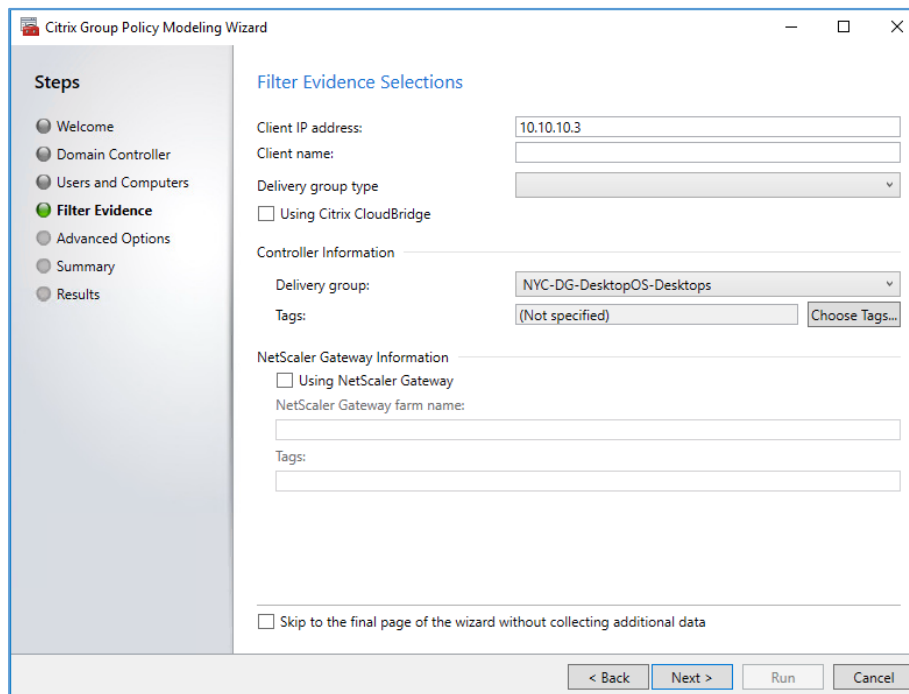 Citrix Group Policy Modeling Wizard
Steps
Welcome
Domain Controller
Users and Computers
Filter Evidence
Advanced Options
Summary
Results
Filter Evidence Selections
Client IP address: 10.10.10.3
Client name:
Delivery group type
Using Citrix CloudBridge
Controller Information
Delivery group: NYC-DG-DesktopOS-Desktops
Tags: (Not specified) Choose Tags...
NetScaler Gateway Information
Using NetScaler Gateway
NetScaler Gateway farm name:
Tags:
Skip to the final page of the wizard without collecting additional data
< Back Next > Run Cancel